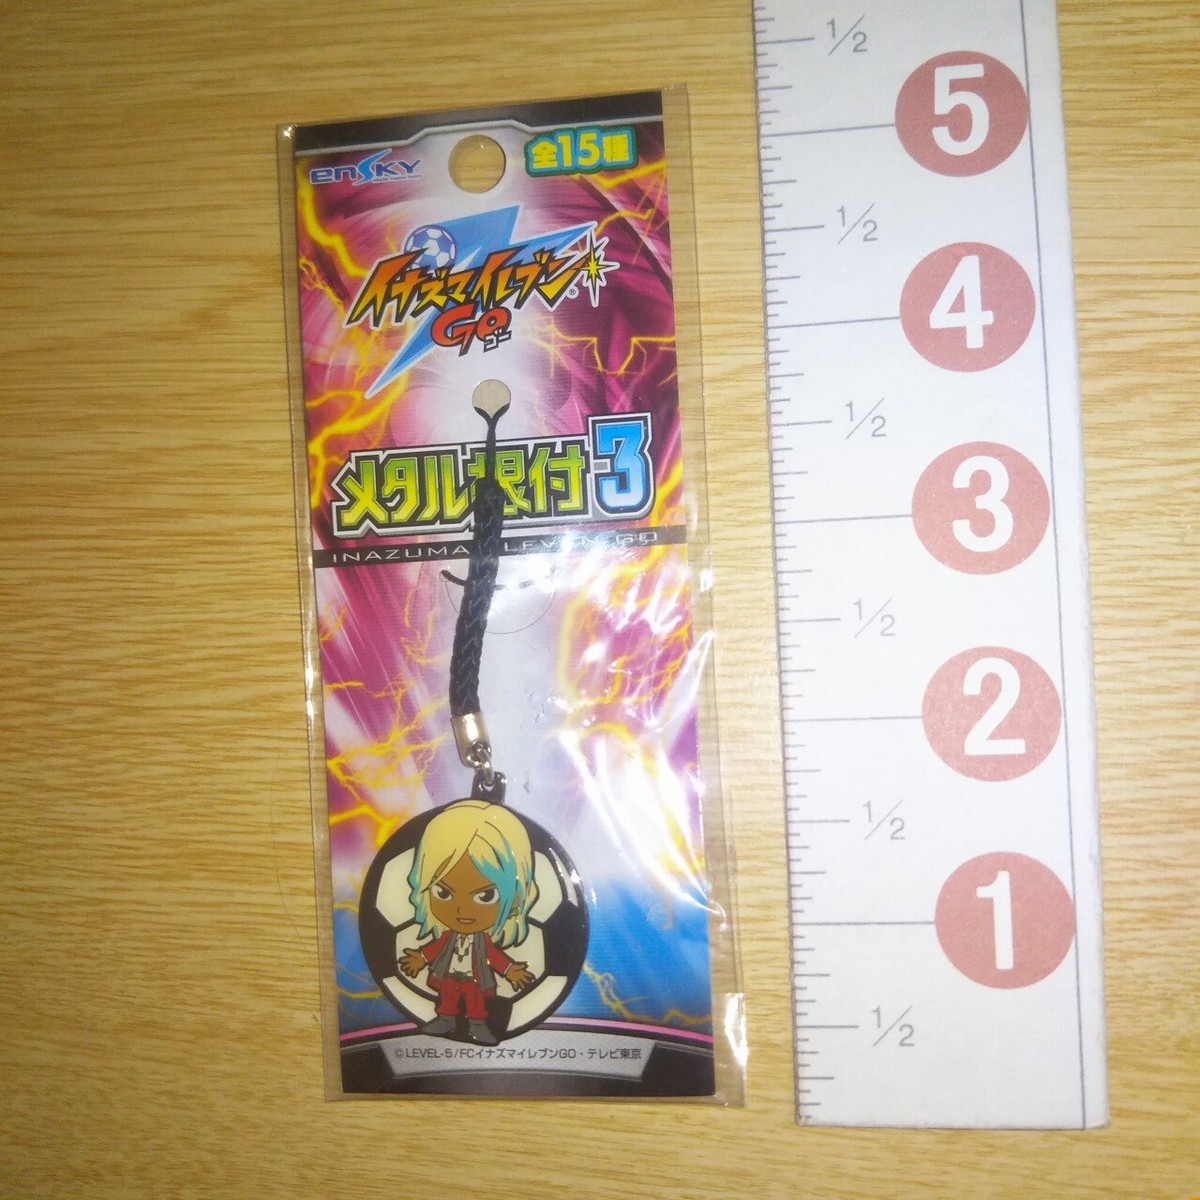 enSKY
全15種
イナズマイレブン
GO
ゴー
メタル根付3
INAZUMA ELEVEN GO
©LEVEL-5/FCイナズマイレブンGO・テレビ東京
1/2
5
1/2
4
1/2
3
1/2
2
1/2
1
1/2